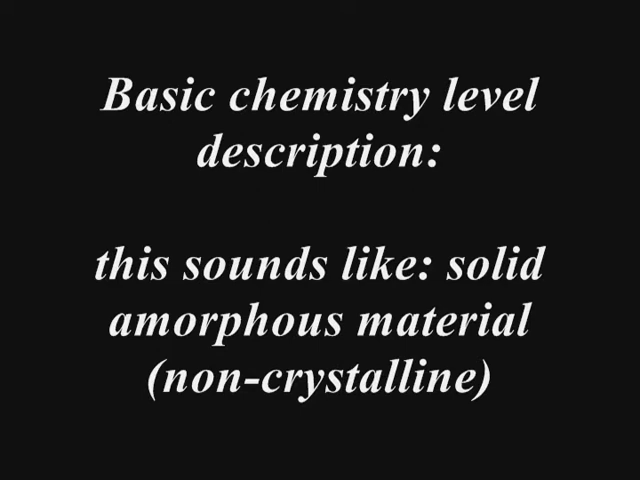 Basic chemistry level
description:
this sounds like: solid
amorphous material
(non-crystalline)